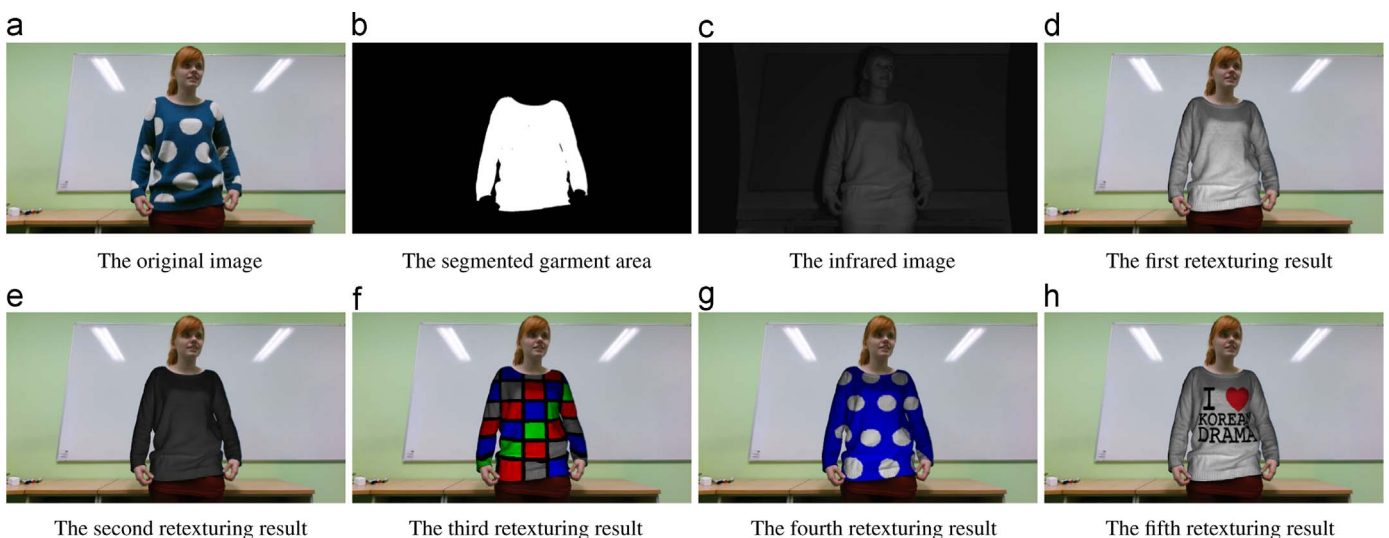 a
b
c
d
The original image
The segmented garment area
The infrared image
The first retexturing result
e
f
g
h
I
KOREAN
DRAMA
The second retexturing result
The third retexturing result
The fourth retexturing result
The fifth retexturing result